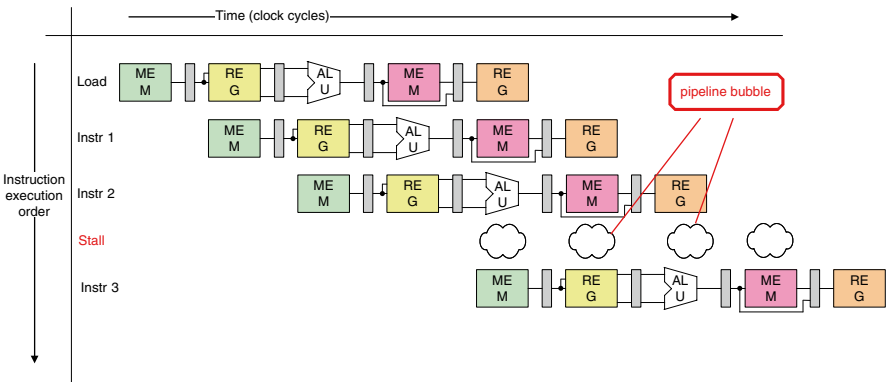 Time (clock cycles)
Load
ME
M
RE
G
AL
U
ME
M
RE
G
pipeline bubble
Instr 1
ME
M
RE
G
AL
U
ME
M
RE
G
Instruction
execution
order
Instr 2
ME
M
RE
G
AL
U
ME
M
RE
G
Stall
Instr 3
ME
M
RE
G
AL
U
ME
M
RE
G